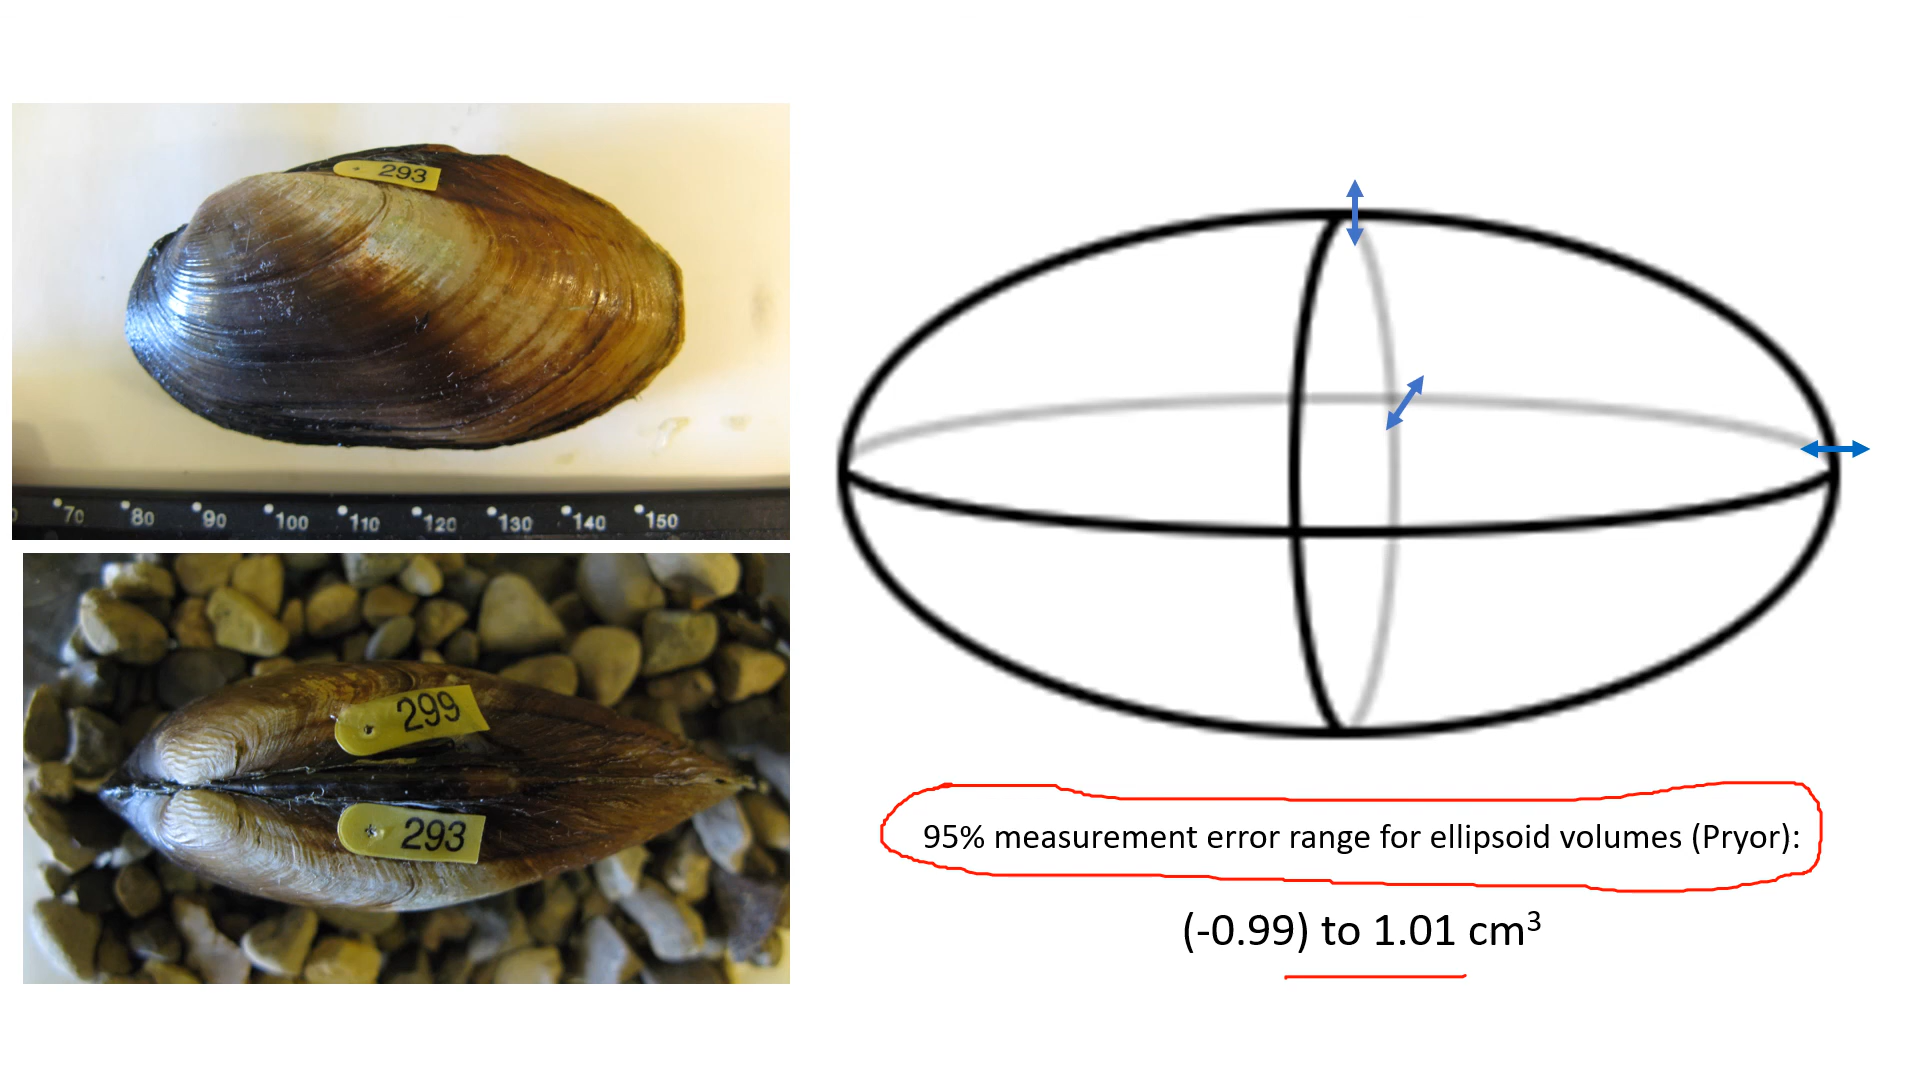 293
70 80 90 100 110 120 130 140 150
299
293
95% measurement error range for ellipsoid volumes (Pryor):
(-0.99) to 1.01 cm³